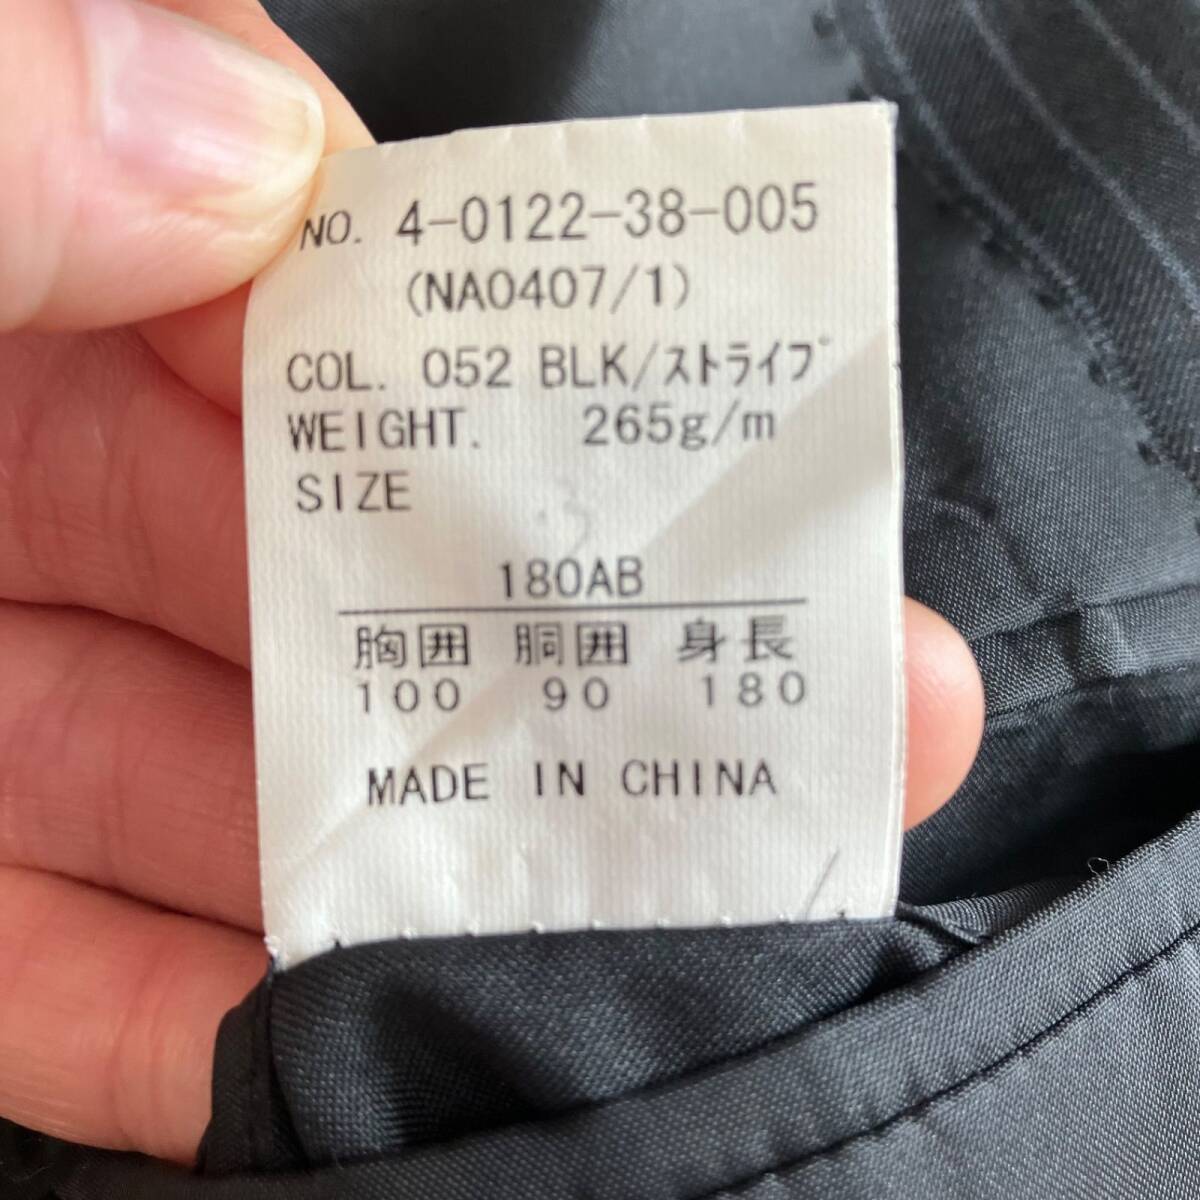 NO. 4-0122-38-005
(NA0407/1)
COL. 052 BLK/ストライプ
WEIGHT. 265g/m
SIZE
180AB
胸囲 胴囲 身長
100 90 180
MADE IN CHINA